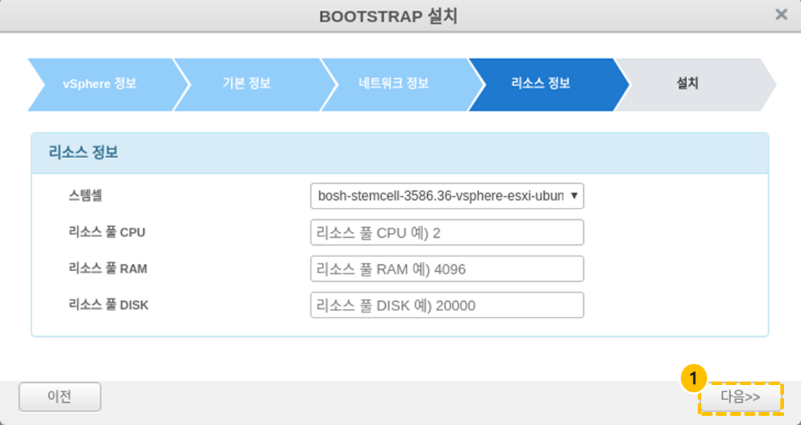 BOOTSTRAP 설치
×
vSphere 정보
기본 정보
네트워크 정보
리소스 정보
설치
리소스 정보
스템셀
bosh-stemcell-3586.36-vsphere-esxi-ubun
리소스 풀 CPU
리소스 풀 CPU 예) 2
리소스 풀 RAM
리소스 풀 RAM 예) 4096
리소스 풀 DISK
리소스 풀 DISK 예) 20000
이전
1
다음>>